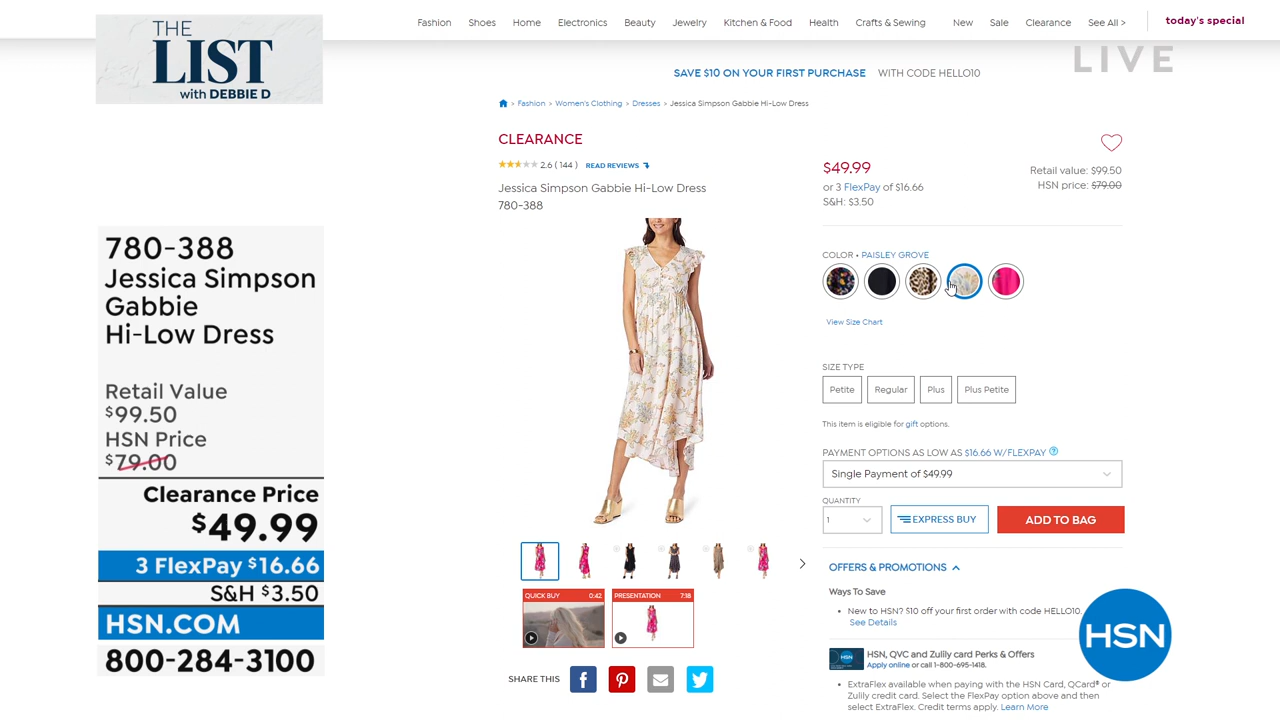 THE
LIST
with DEBBIE D
Fashion Shoes Home Electronics Beauty Jewelry Kitchen & Food Health Crafts & Sewing New Sale Clearance See All > today's special
LIVE
SAVE $10 ON YOUR FIRST PURCHASE WITH CODE HELLO10
> Fashion > Women's Clothing > Dresses > Jessica Simpson Gabbie Hi-Low Dress
CLEARANCE
2.6 ( 144 ) READ REVIEWS
Jessica Simpson Gabbie Hi-Low Dress
780-388
$49.99
or 3 FlexPay of $16.66
S&H: $3.50
Retail value: $99.50
HSN price: $79.00
COLOR • PAISLEY GROVE
View Size Chart
SIZE TYPE
Petite Regular Plus Plus Petite
This item is eligible for gift options.
PAYMENT OPTIONS AS LOW AS $16.66 W/FLEXPAY ?
Single Payment of $49.99
QUANTITY
1 EXPRESS BUY ADD TO BAG
OFFERS & PROMOTIONS
Ways To Save
• New to HSN? $10 off your first order with code HELLO10.
See Details
HSN
HSN, QVC and Zulily card Perks & Offers
Apply online or call 1-800-695-1418.
• ExtraFlex available when paying with the HSN Card, QCard® or
Zulily credit card. Select the FlexPay option above and then
select ExtraFlex. Credit terms apply. Learn More
QUICK BUY 0:42 PRESENTATION 7:18
SHARE THIS
780-388
Jessica Simpson
Gabbie
Hi-Low Dress
Retail Value
$99.50
HSN Price
$79.00
Clearance Price
$49.99
3 FlexPay $16.66
S&H $3.50
HSN.COM
800-284-3100
HSN